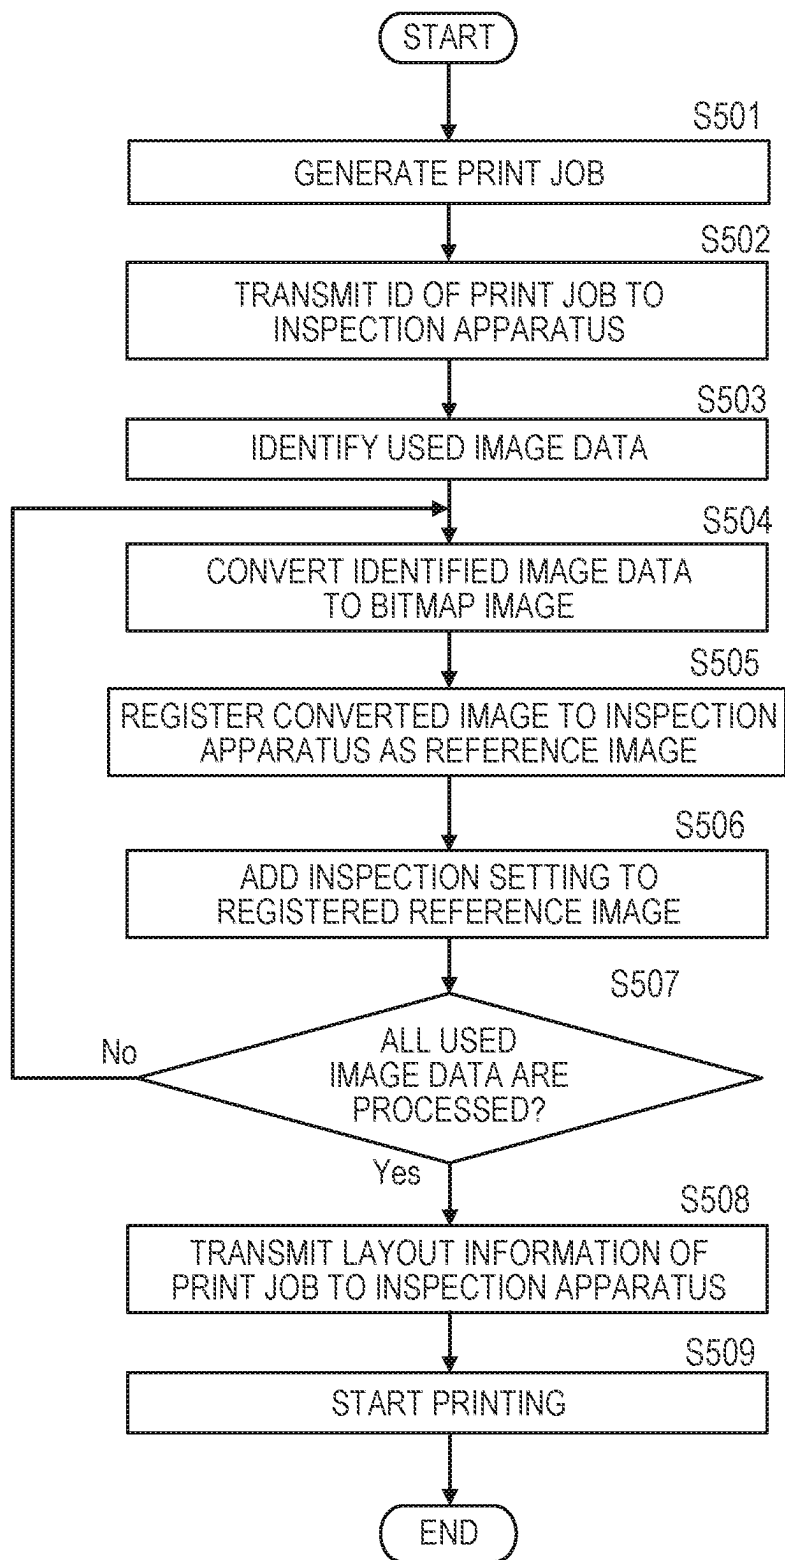 START
S501
GENERATE PRINT JOB
S502
TRANSMIT ID OF PRINT JOB TO
INSPECTION APPARATUS
S503
IDENTIFY USED IMAGE DATA
S504
CONVERT IDENTIFIED IMAGE DATA
TO BITMAP IMAGE
S505
REGISTER CONVERTED IMAGE TO INSPECTION
APPARATUS AS REFERENCE IMAGE
S506
ADD INSPECTION SETTING TO
REGISTERED REFERENCE IMAGE
S507
No
ALL USED
IMAGE DATA ARE
PROCESSED?
Yes
S508
TRANSMIT LAYOUT INFORMATION OF
PRINT JOB TO INSPECTION APPARATUS
S509
START PRINTING
END